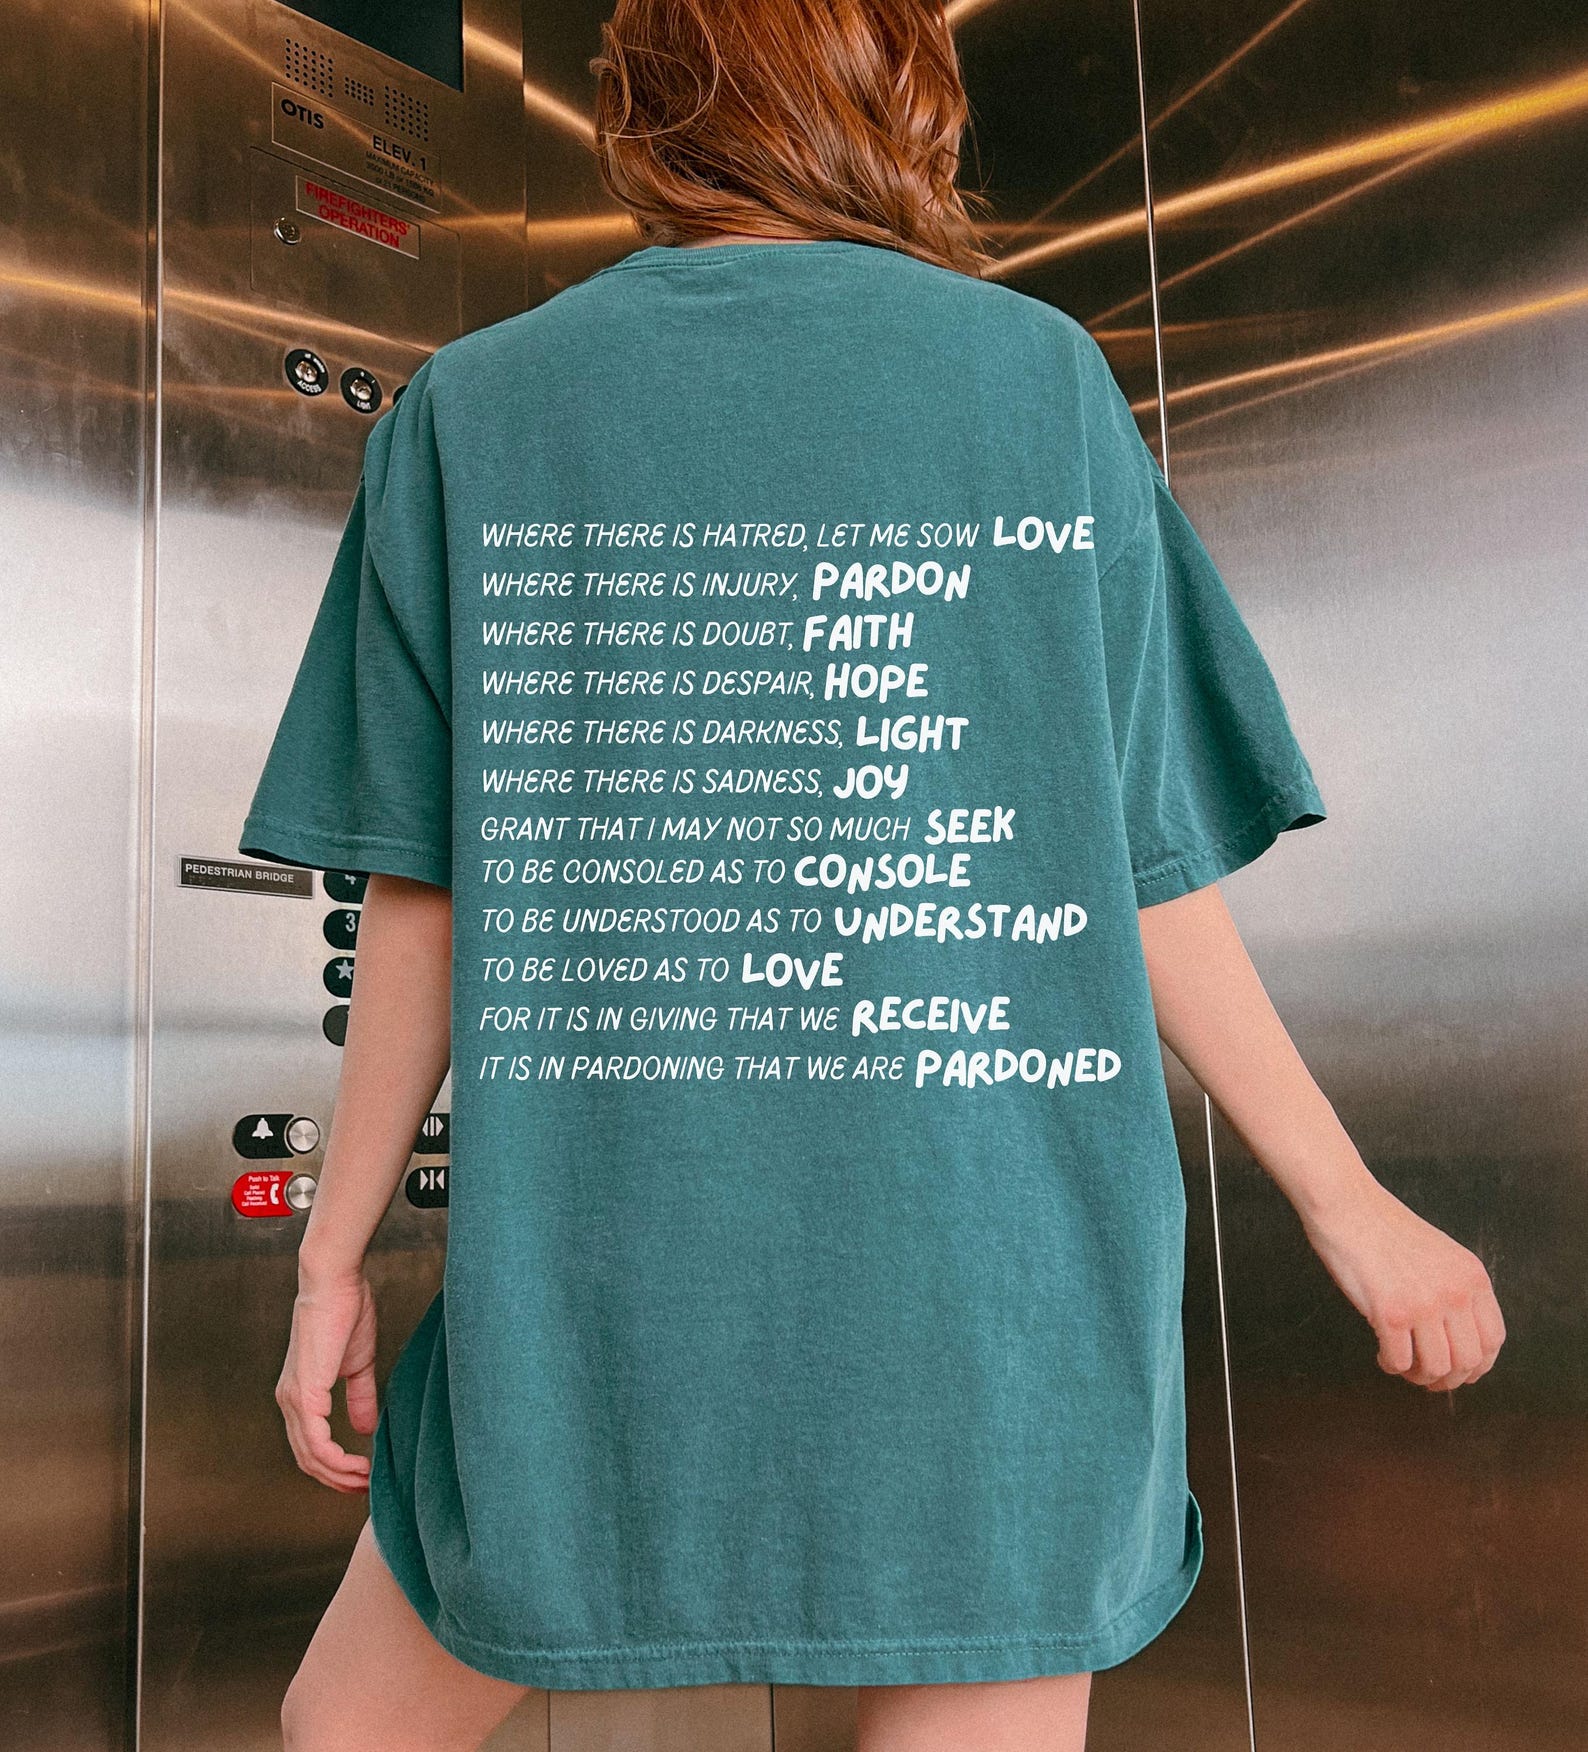 OTIS
ELEV. 1
MAXIMUM CAPACITY
FIREFIGHTERS'
OPERATION
ACCESS
LIGHT
WHERE THERE IS HATRED, LET ME SOW LOVE
WHERE THERE IS INJURY, PARDON
WHERE THERE IS DOUBT, FAITH
WHERE THERE IS DESPAIR, HOPE
WHERE THERE IS DARKNESS, LIGHT
WHERE THERE IS SADNESS, JOY
GRANT THAT I MAY NOT SO MUCH SEEK
TO BE CONSOLED AS TO CONSOLE
TO BE UNDERSTOOD AS TO UNDERSTAND
TO BE LOVED AS TO LOVE
FOR IT IS IN GIVING THAT WE RECEIVE
IT IS IN PARDONING THAT WE ARE PARDONED
PEDESTRIAN BRIDGE
4
3
Push to Talk